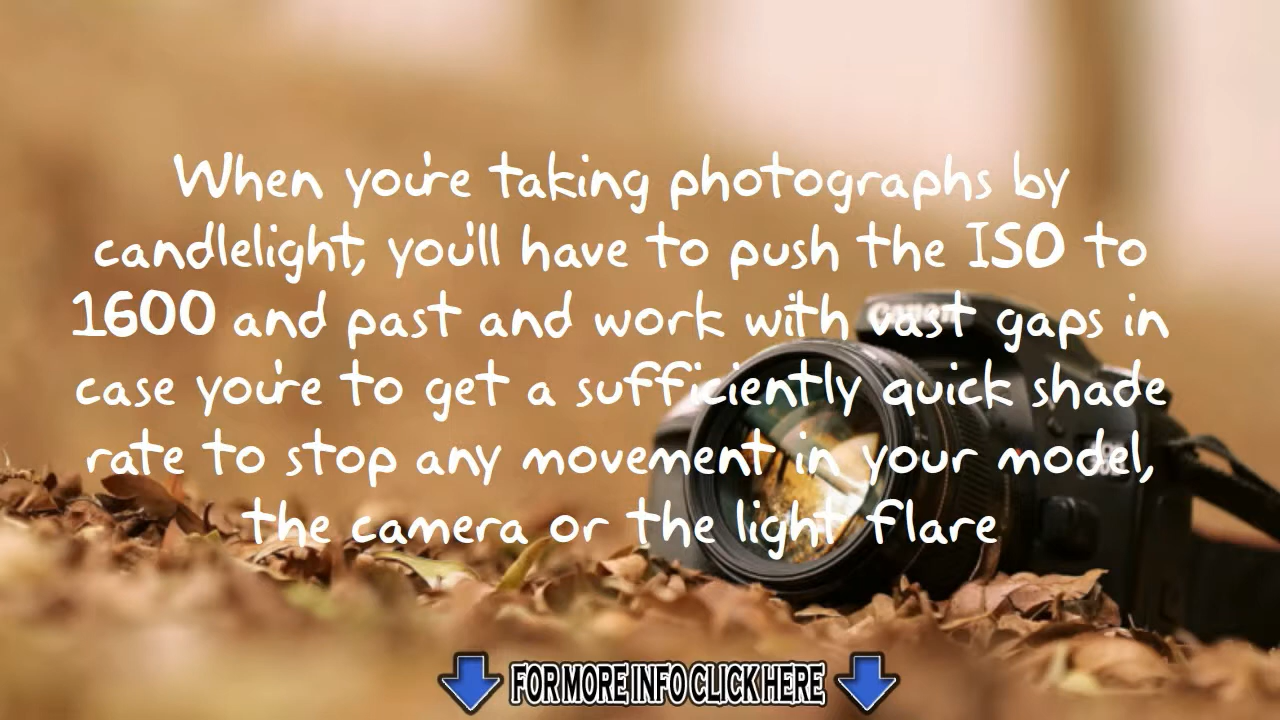 When you're taking photographs by
candlelight, you'll have to push the ISO to
1600 and past and work with vast gaps in
case you're to get a sufficiently quick shade
rate to stop any movement in your model,
the camera or the light flare
Canon
FOR MORE INFO CLICK HERE